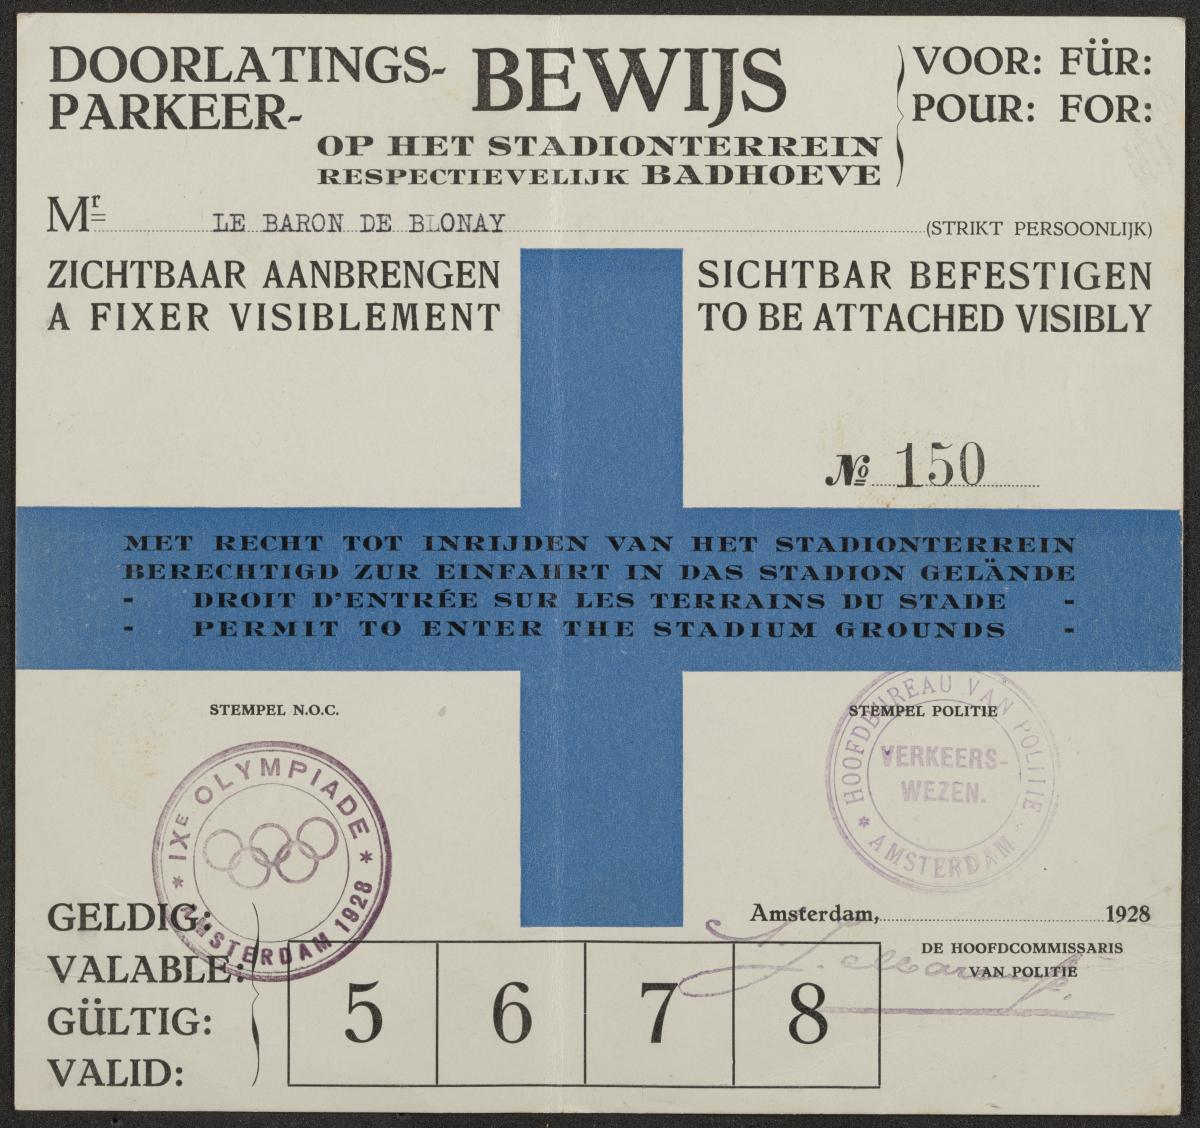 DOORLATINGS- BEWIJS
PARKEER-
OP HET STADIONTERREIN
RESPECTIEVELIJK BADHOEVE
VOOR: FÜR:
POUR: FOR:
Mr LE BARON DE BLONAY (STRIKT PERSOONLIJK)
ZICHTBAAR AANBRENGEN
A FIXER VISIBLEMENT
SICHTBAR BEFESTIGEN
TO BE ATTACHED VISIBLY
No 150
MET RECHT TOT INRIJDEN VAN HET STADIONTERREIN
BERECHTIGD ZUR EINFAHRT IN DAS STADION GELÄNDE
- DROIT D'ENTRÉE SUR LES TERRAINS DU STADE -
- PERMIT TO ENTER THE STADIUM GROUNDS -
STEMPEL N.O.C.
IXE OLYMPIADE
* AMSTERDAM 1928 *
STEMPEL POLITIE
HOOFDBUREAU VAN POLITIE
VERKEERS-
WEZEN.
* AMSTERDAM
Amsterdam, 1928
DE HOOFDCOMMISSARIS
VAN POLITIE
GELDIG:
VALABLE:
GÜLTIG:
VALID:
5 6 7 8